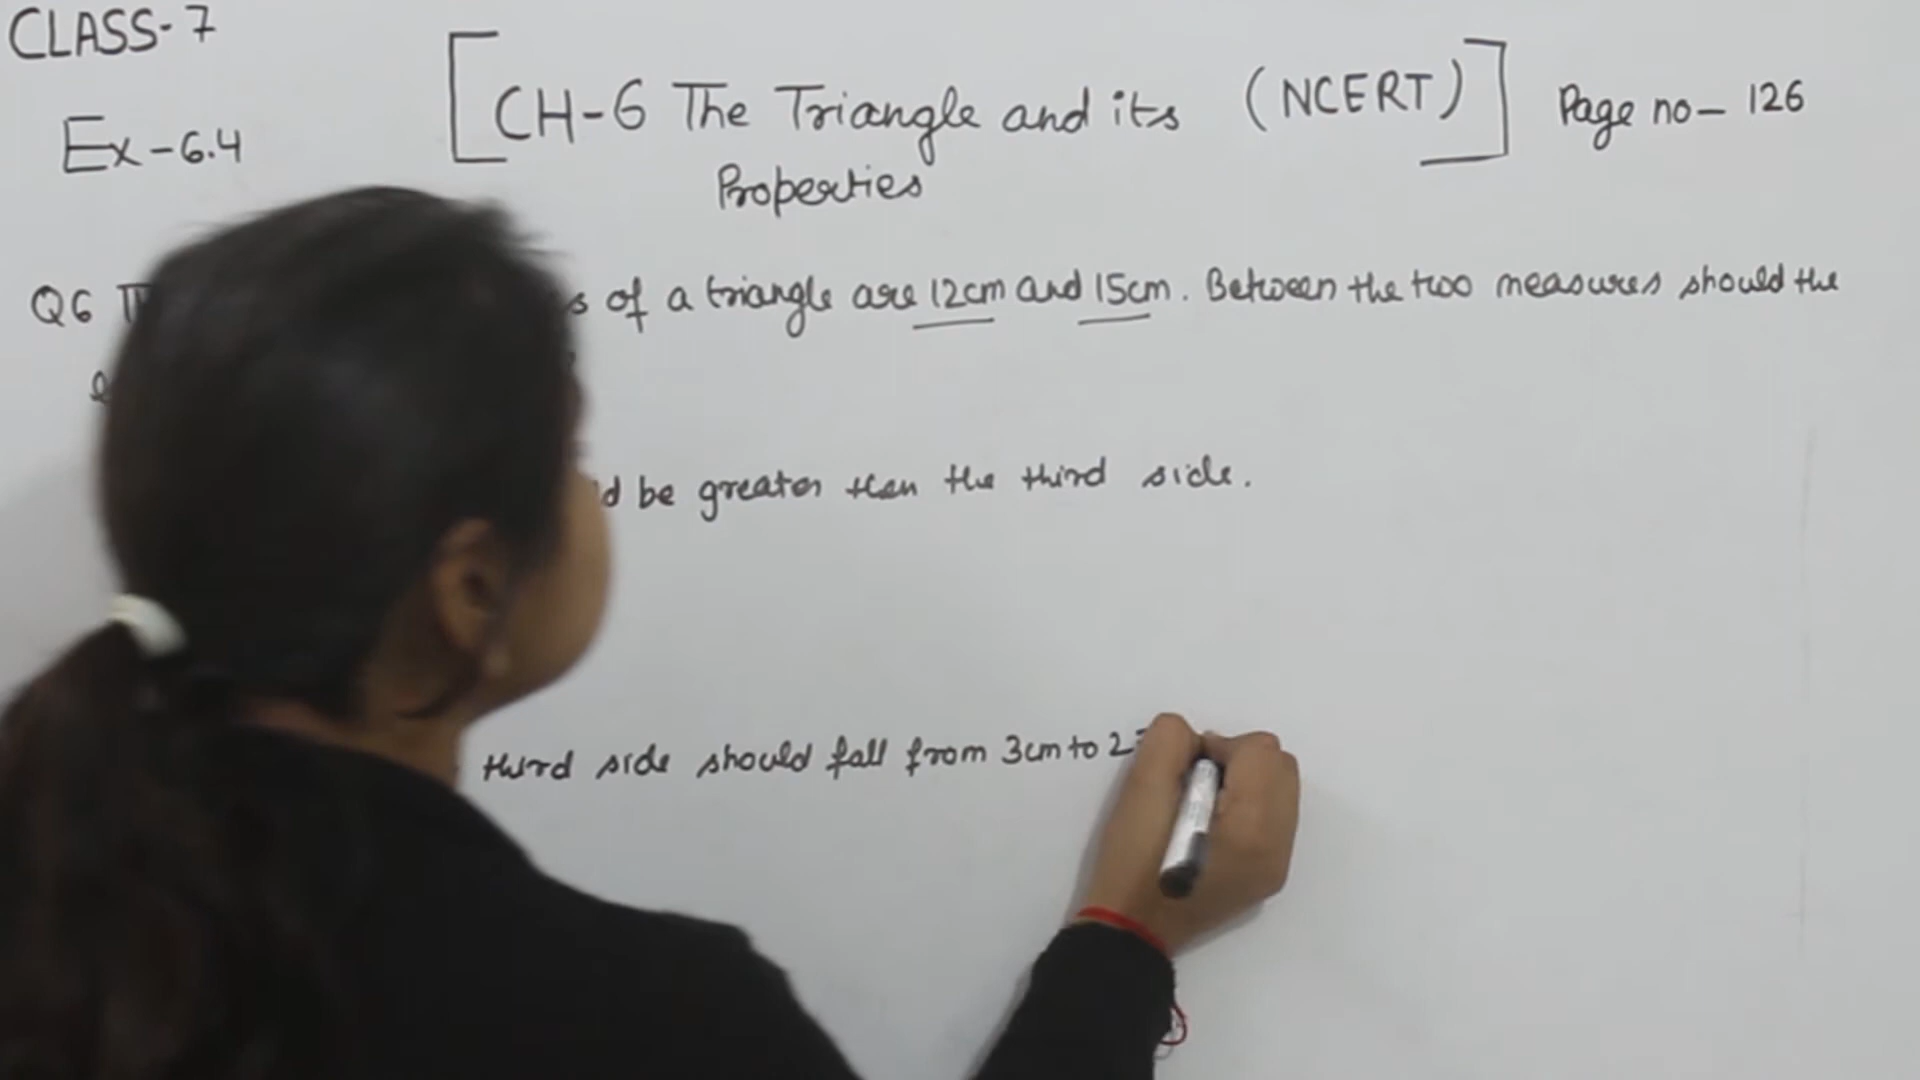 CLASS-7
[CH-6 The Triangle and its (NCERT)] Page no- 126
Properties
Ex-6.4
Q6 of a triangle are 12cm and 15cm. Between the two measures should the
be greater then the third side.
third side should fall from 3cm to